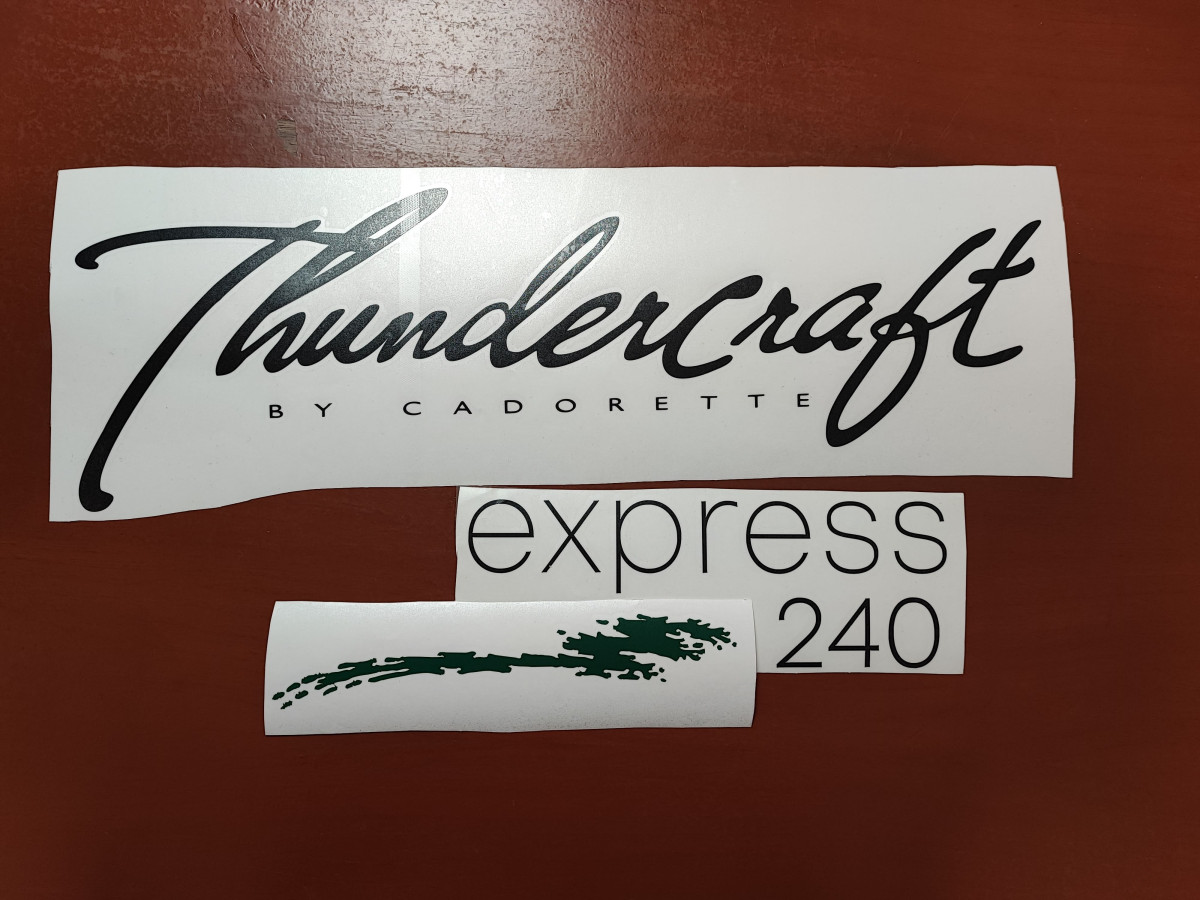 Thundercraft
BY CADORETTE
express
240